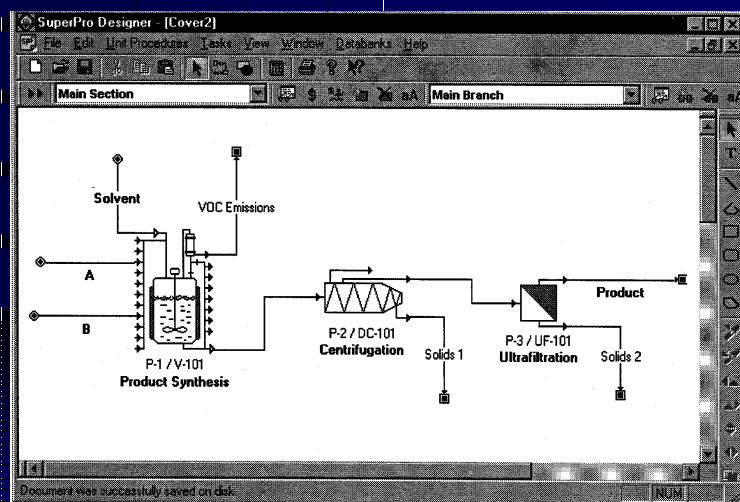 SuperPro Designer - [Cover2]
File Edit Unit Procedures Tasks View Window Databanks Help
Main Section
$
aA
Main Branch
aA
T
Solvent
VOC Emissions
A
B
P-1 / V-101
Product Synthesis
P-2 / DC-101
Centrifugation
Solids 1
Product
P-3 / UF-101
Ultrafiltration
Solids 2
Document was successfully saved on disk.
NUM